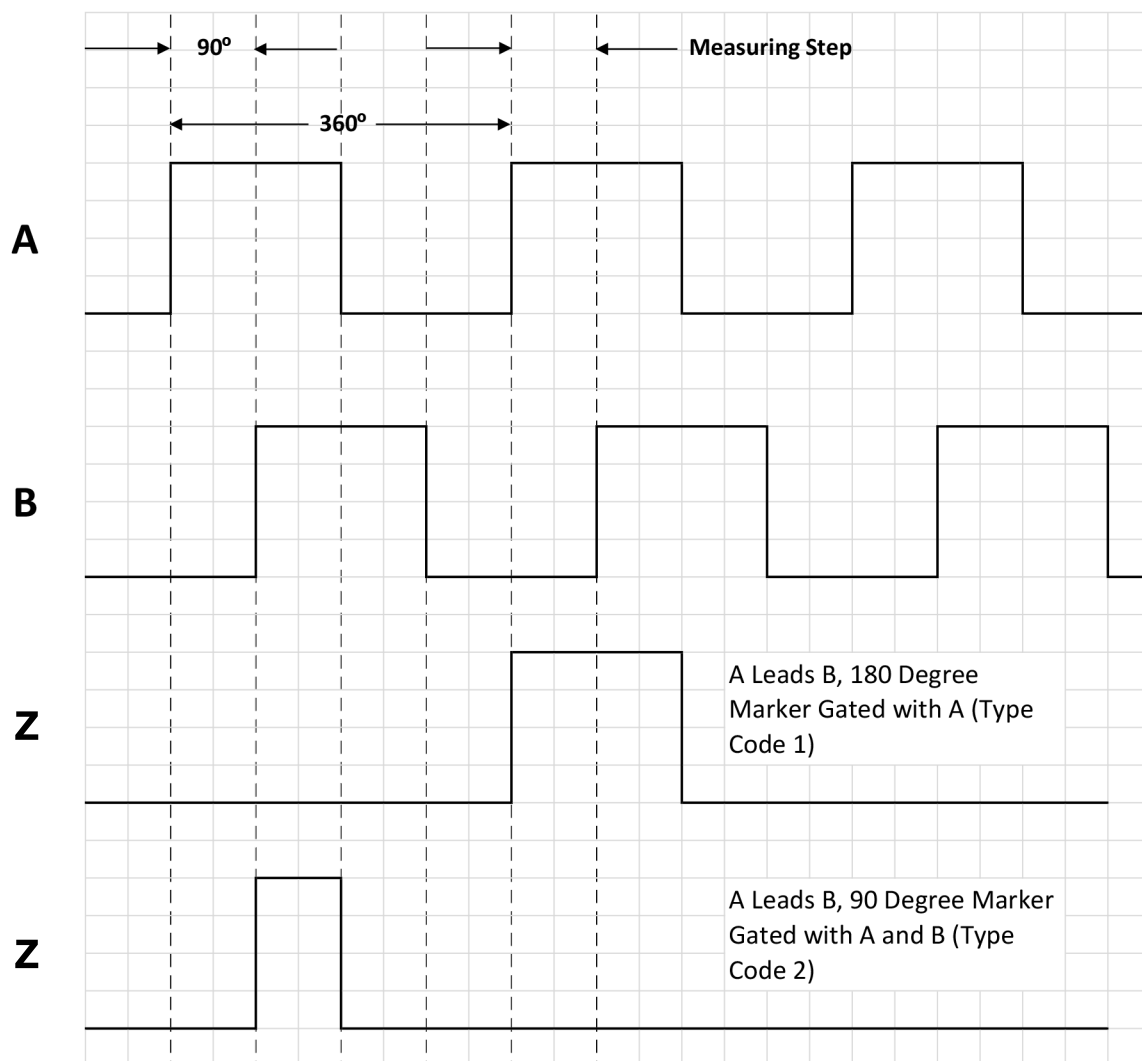 90º
Measuring Step
360º
A
B
Z
A Leads B, 180 Degree
Marker Gated with A (Type
Code 1)
Z
A Leads B, 90 Degree Marker
Gated with A and B (Type
Code 2)